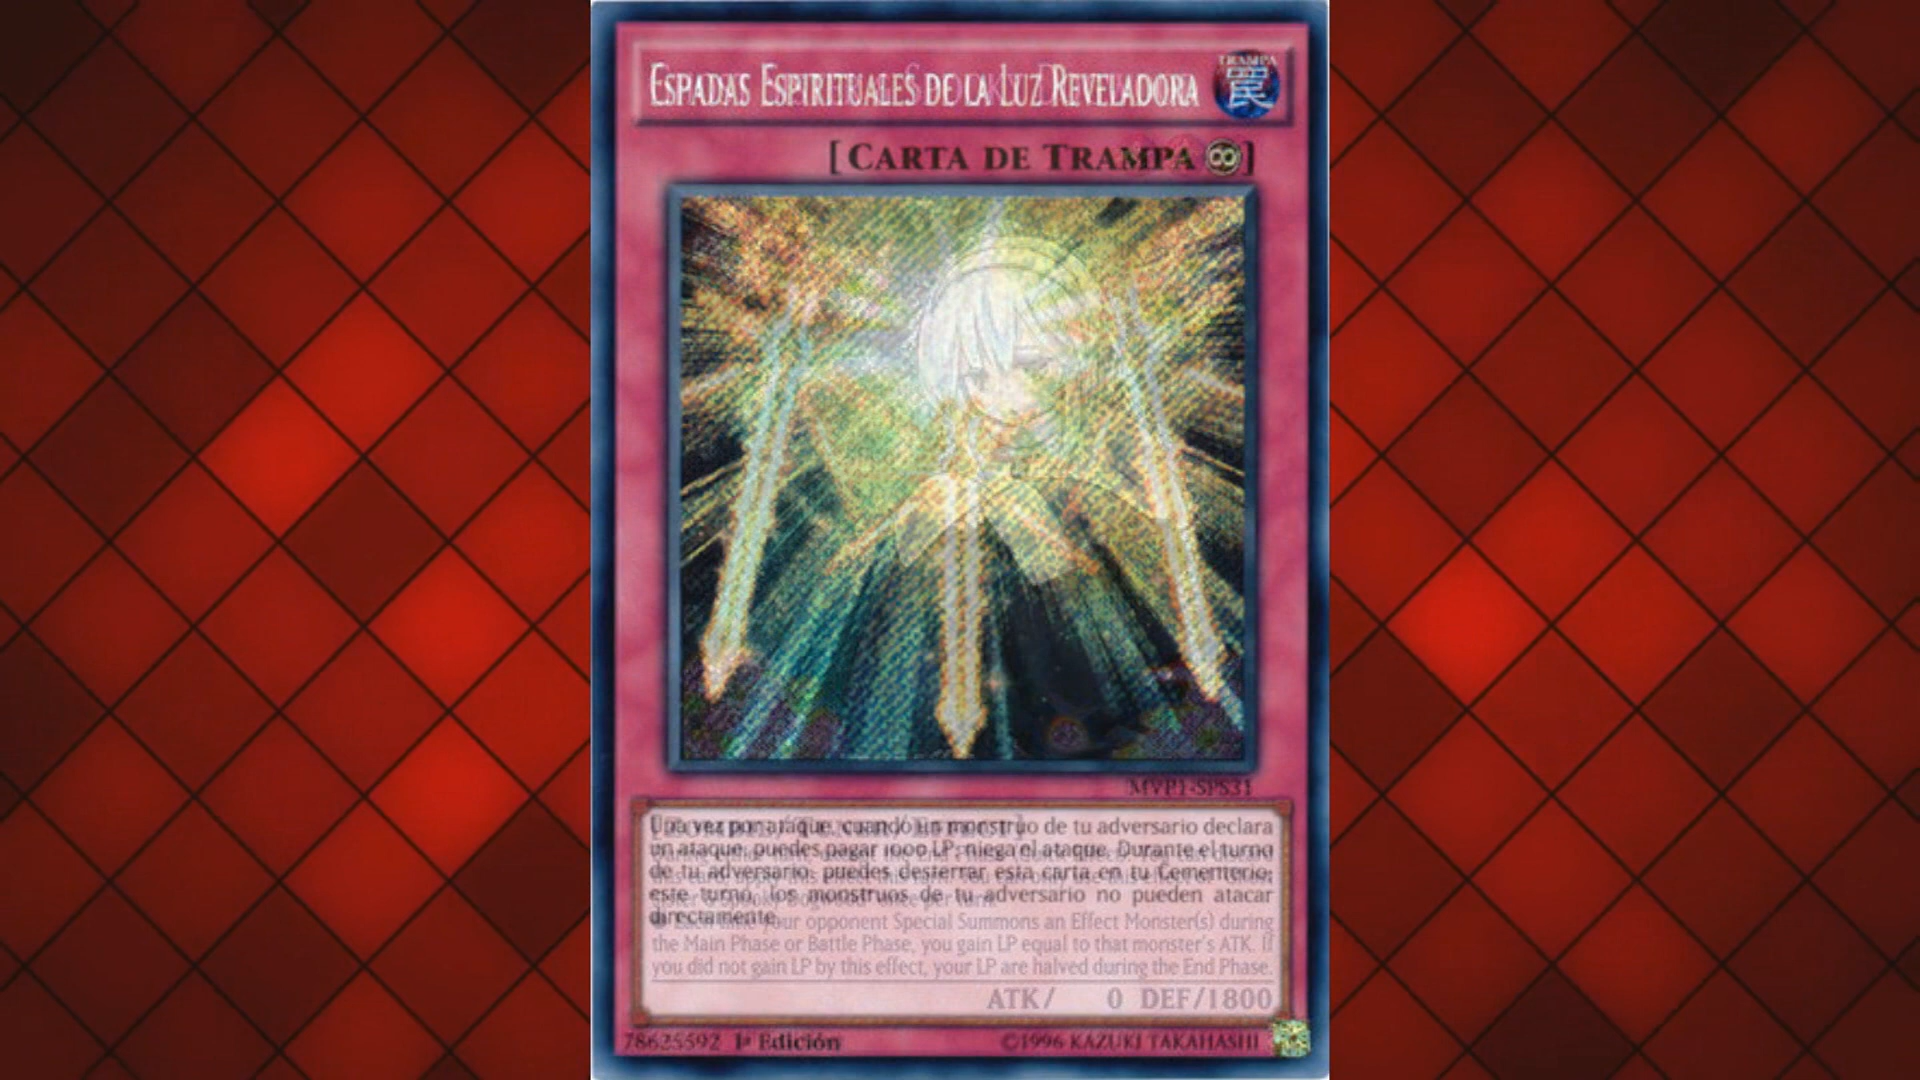 ESPADAS ESPIRITUALES DE LA LUZ REVELADORA
TRAMPA
罠
[CARTA DE TRAMPA ]
MVP1-SPS31
Una vez por ataque, cuando un monstruo de tu adversario declara
un ataque: puedes pagar 1000 LP; niega el ataque. Durante el turno
de tu adversario: puedes desterrar esta carta en tu Cementerio;
este turno, los monstruos de tu adversario no pueden atacar
directamente.
Each time your opponent Special Summons an Effect Monster(s) during
the Main Phase or Battle Phase, you gain LP equal to that monster's ATK. If
you did not gain LP by this effect, your LP are halved during the End Phase.
ATK/ 0 DEF/1800
78625592 1ª Edición ©1996 KAZUKI TAKAHASHI